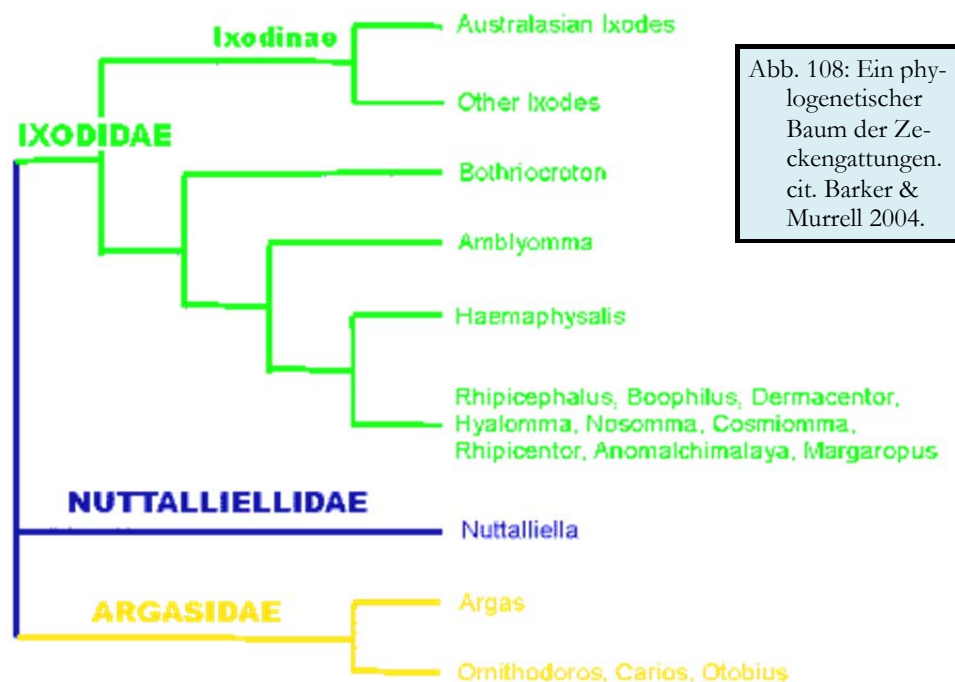 Ixodinae
Australasian Ixodes
Other Ixodes
IXODIDAE
Bothriocroton
Amblyomma
Haemaphysalis
Rhipicephalus, Boophilus, Dermacentor,
Hyalomma, Nosomma, Cosmiomma,
Rhipicentor, Anomalchimalaya, Margaropus
NUTTALLIELLIDAE
Nuttalliella
ARGASIDAE
Argas
Ornithodoros, Carios, Otobius
Abb. 108: Ein phy-
logenetischer
Baum der Ze-
ckengattungen.
cit. Barker &
Murrell 2004.